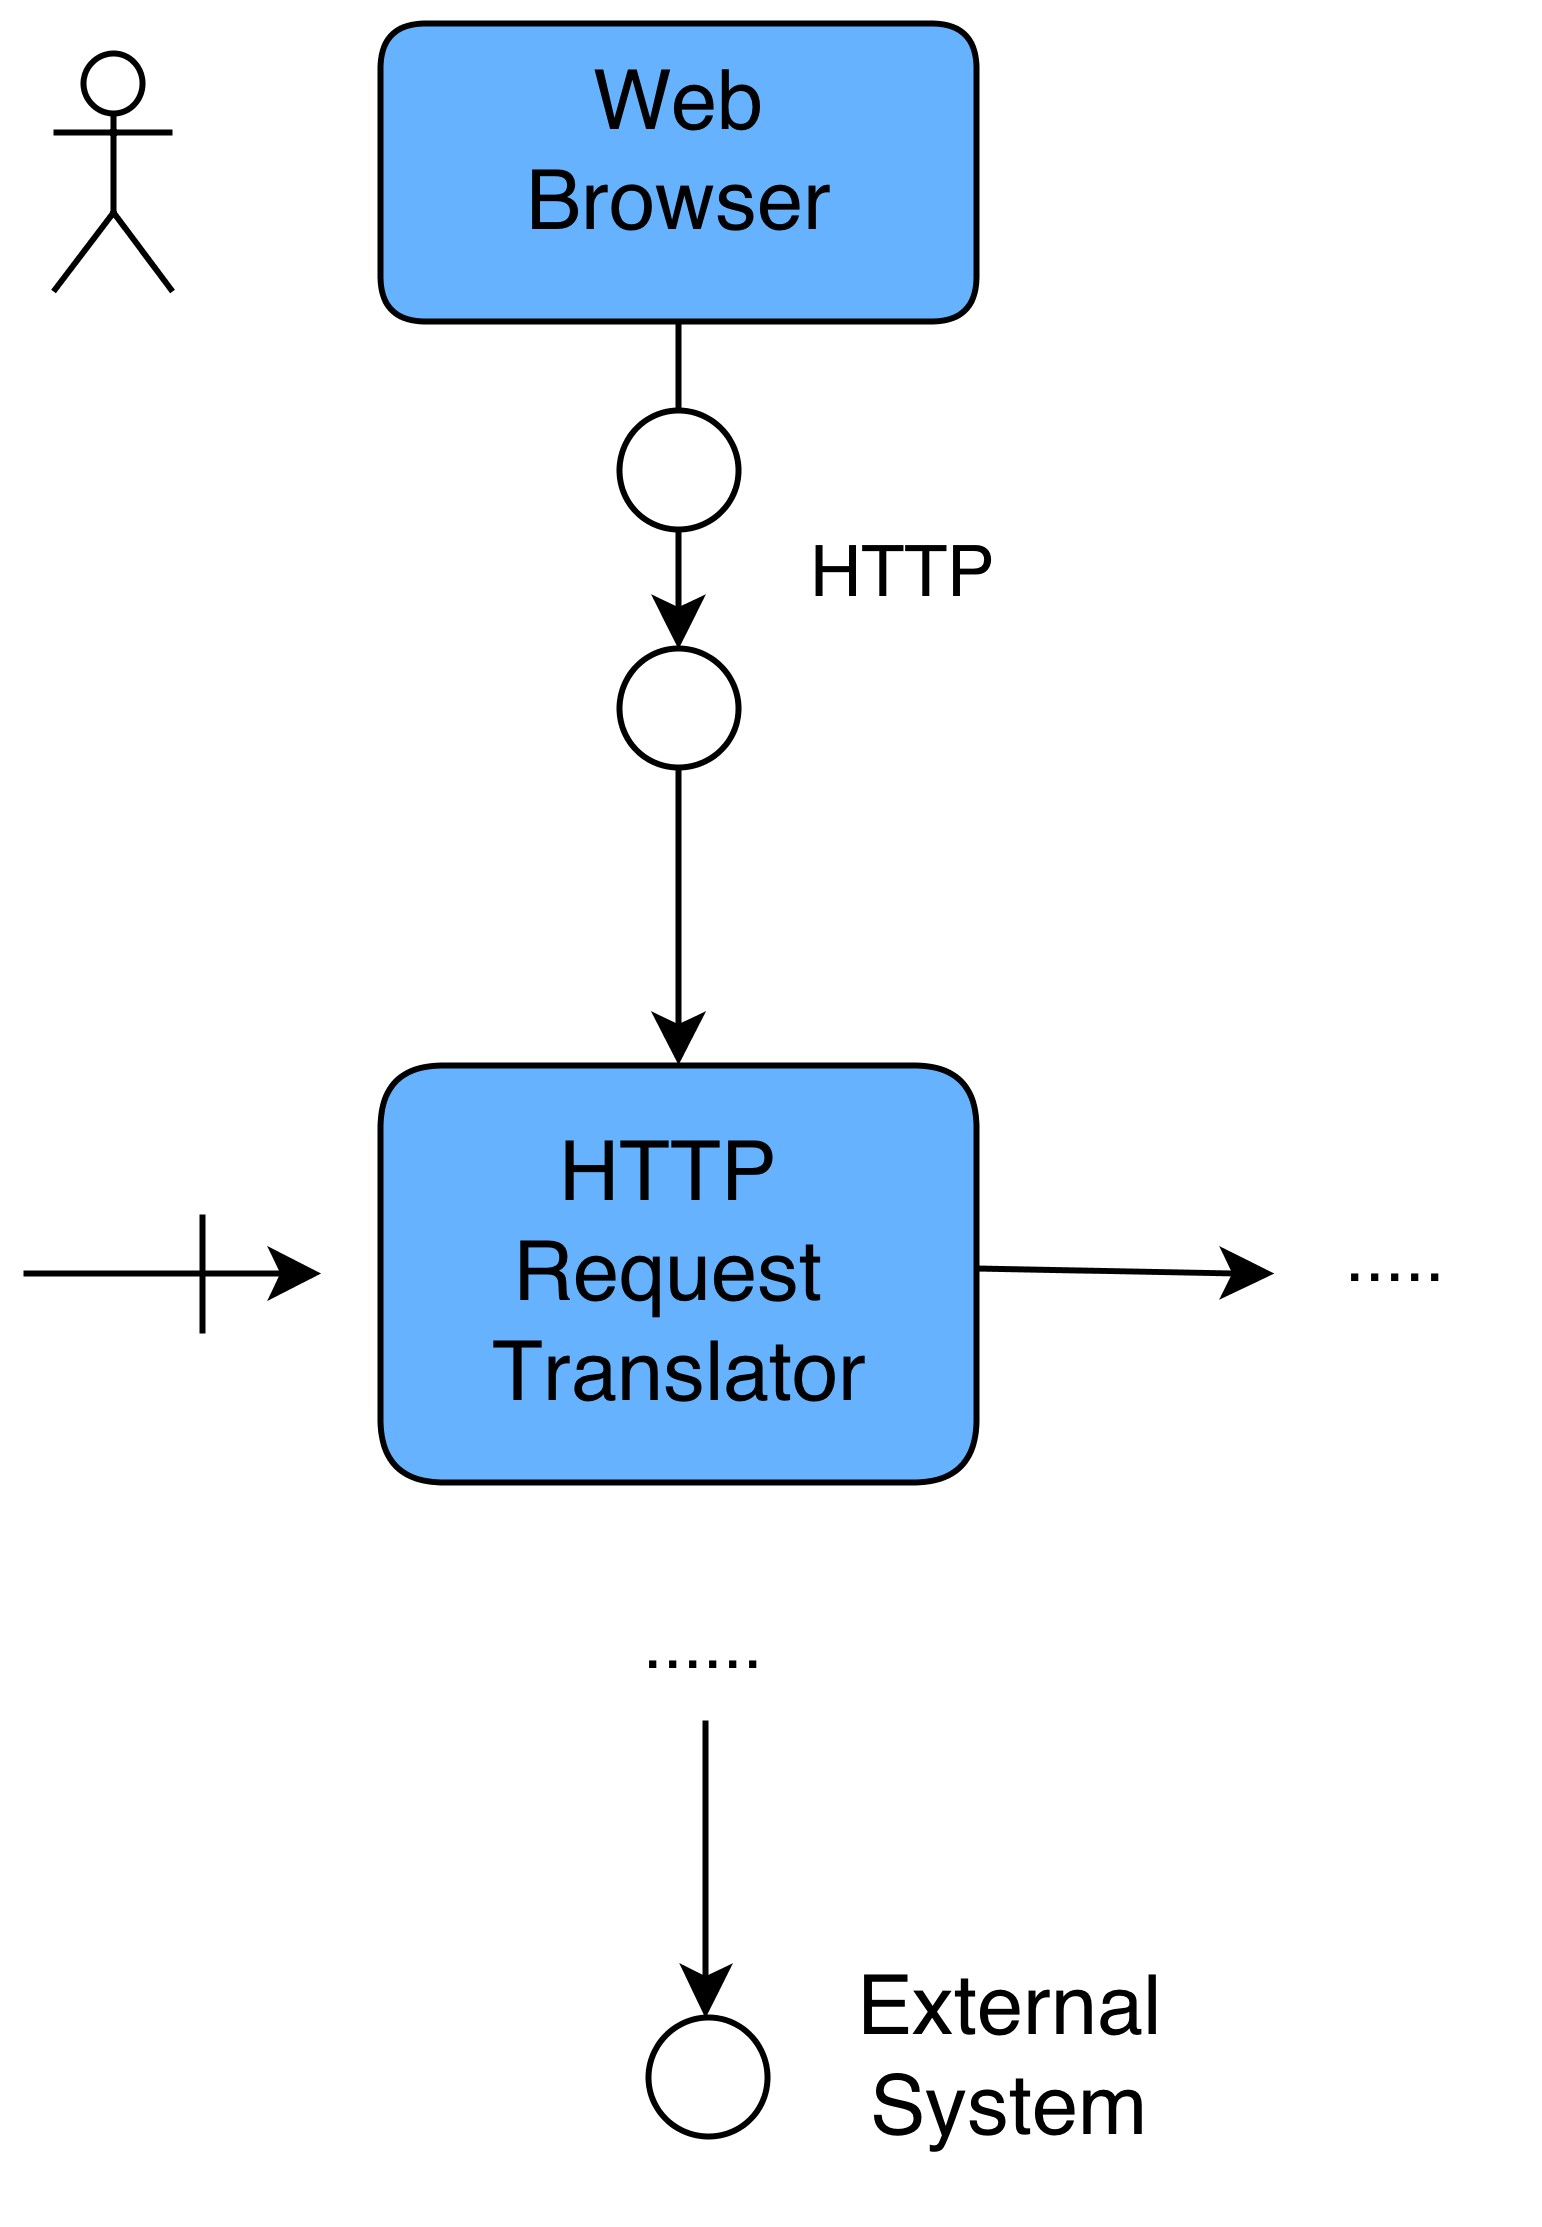 Web
Browser
HTTP
HTTP
Request
Translator
.....
......
External
System